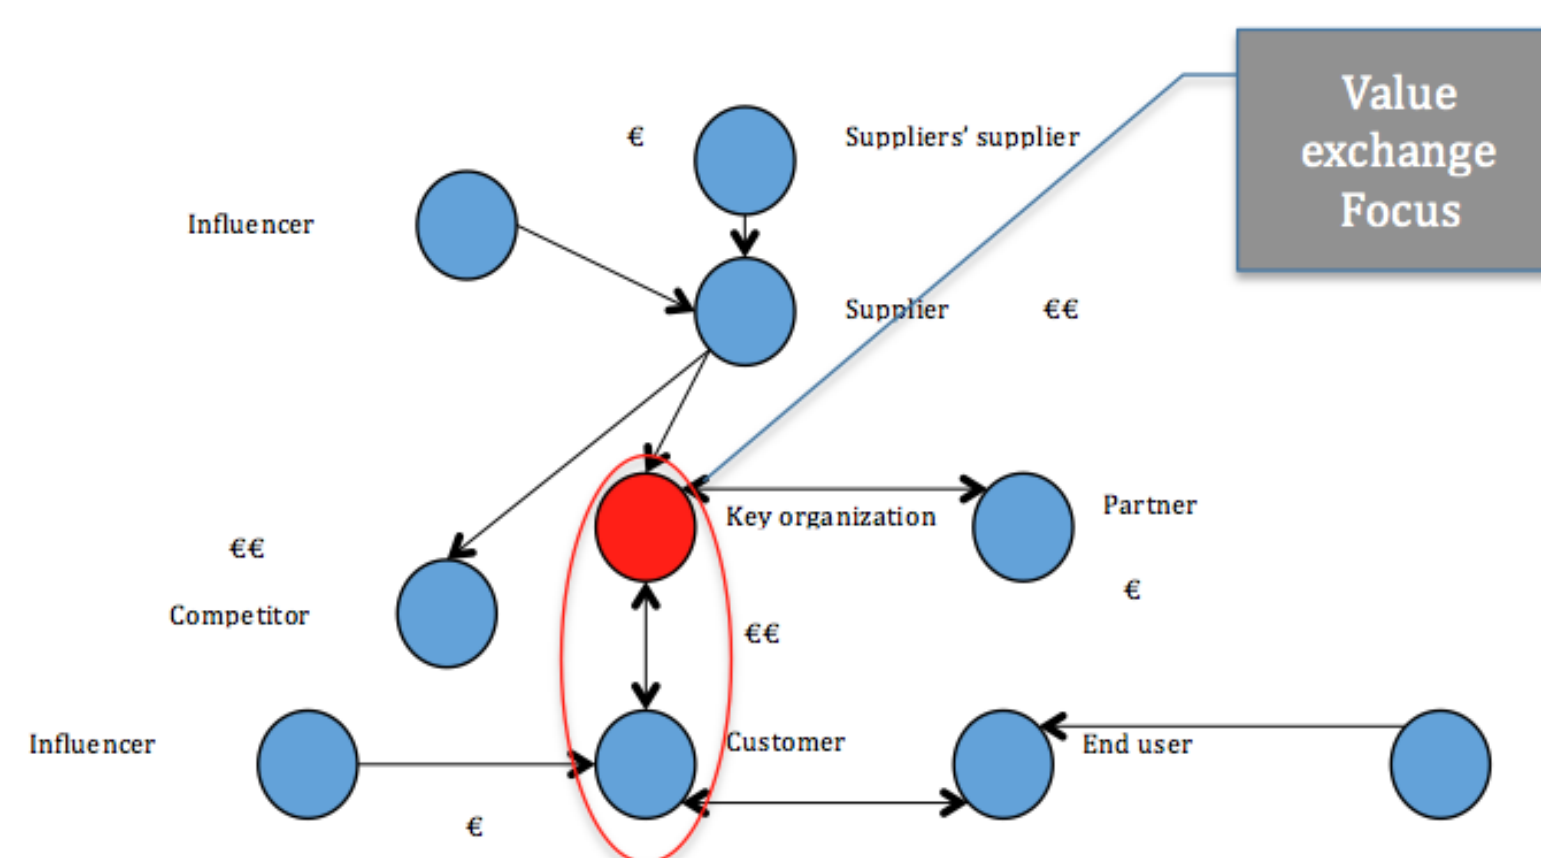 Value
exchange
Focus
€
Suppliers' supplier
Influencer
Supplier
€€
Key organization
Partner
€€
€
Competitor
€€
Influencer
Customer
End user
€